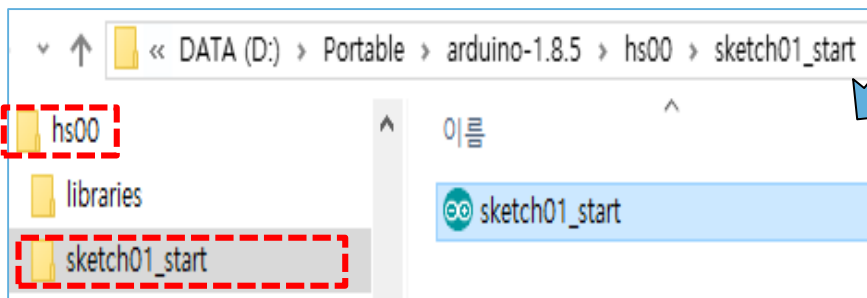 « DATA (D:) > Portable > arduino-1.8.5 > hs00 > sketch01_start
hs00
이름
libraries
sketch01_start
sketch01_start